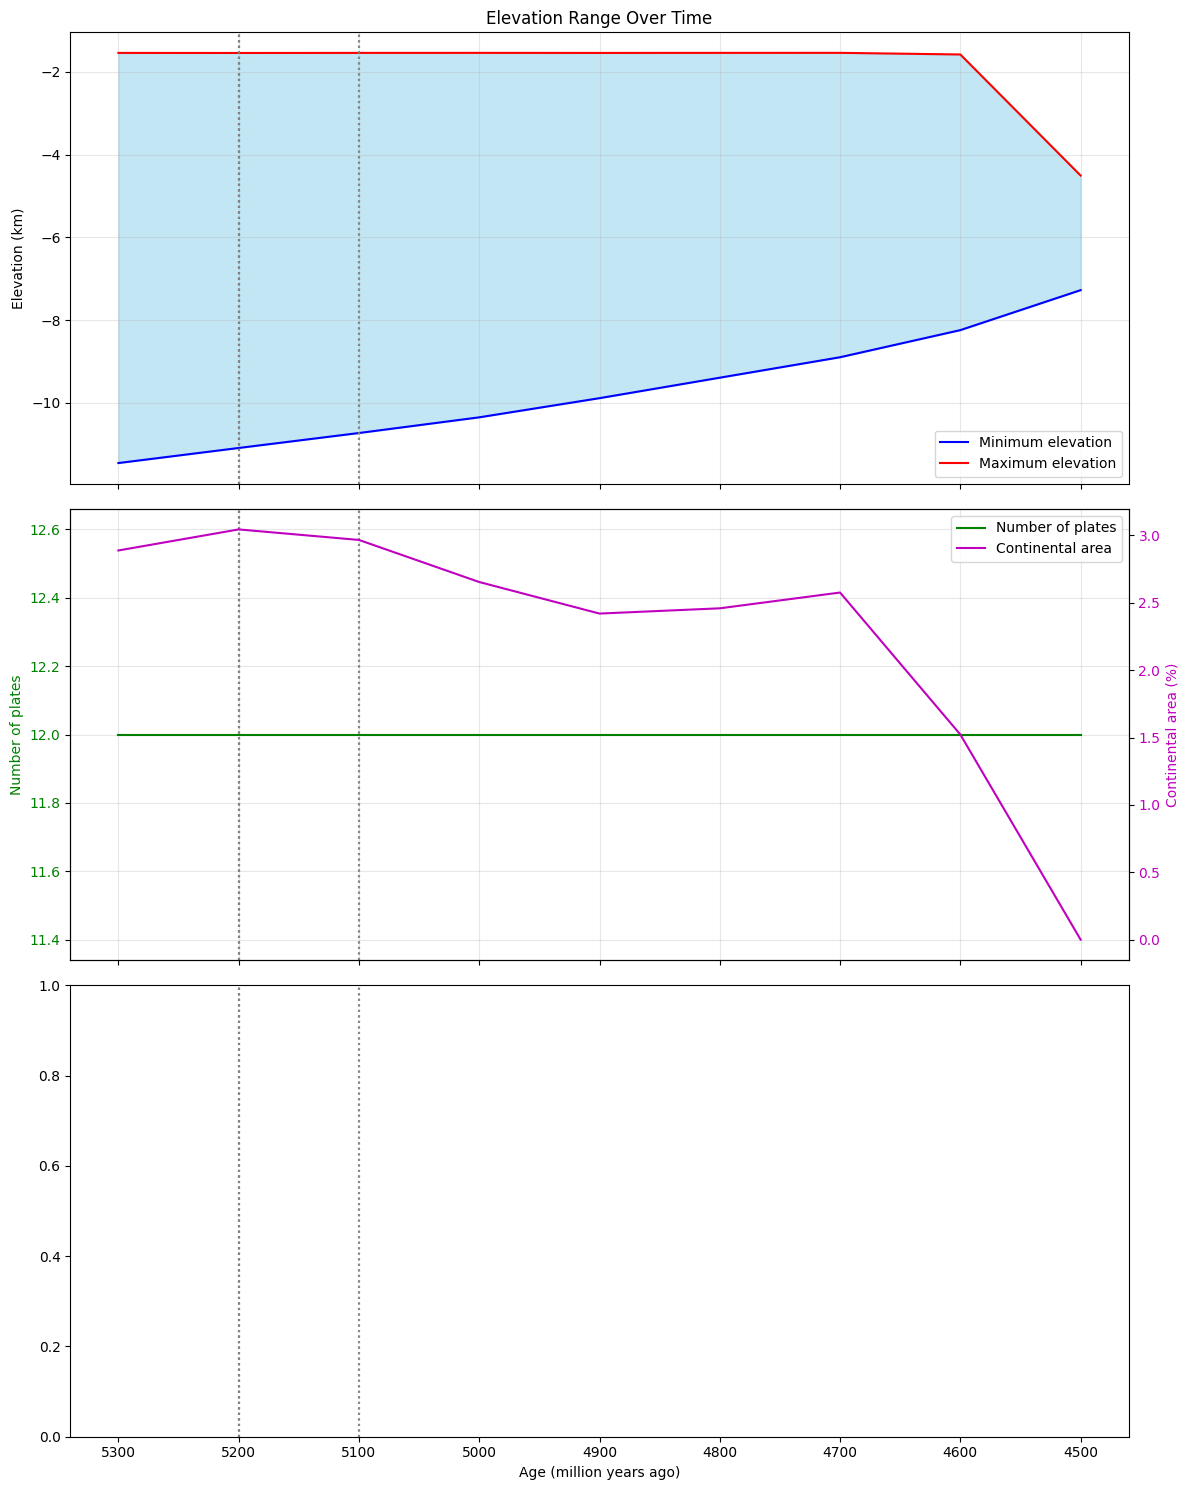 Elevation Range Over Time
−2
−4
−6
−8
−10
Elevation (km)
Minimum elevation
Maximum elevation
12.6
12.4
12.2
12.0
11.8
11.6
11.4
Number of plates
Number of plates
Continental area
3.0
2.5
2.0
1.5
1.0
0.5
0.0
Continental area (%)
1.0
0.8
0.6
0.4
0.2
0.0
5300 5200 5100 5000 4900 4800 4700 4600 4500
Age (million years ago)